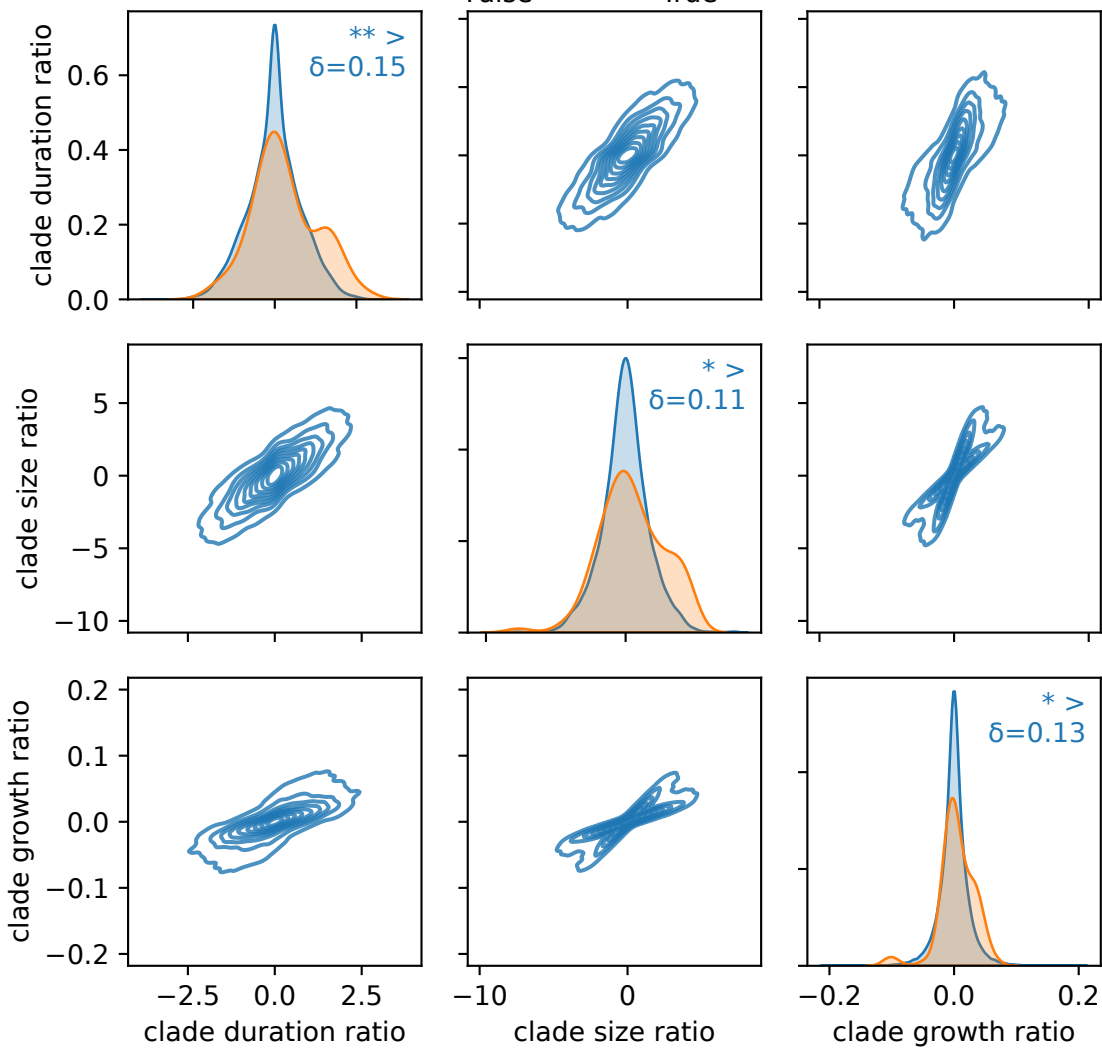 False True
clade duration ratio
0.6
0.4
0.2
0.0
** >
δ=0.15
clade size ratio
5
0
−5
−10
* >
δ=0.11
clade growth ratio
0.2
0.1
0.0
−0.1
−0.2
* >
δ=0.13
−2.5 0.0 2.5
−10 0
−0.2 0.0 0.2
clade duration ratio
clade size ratio
clade growth ratio